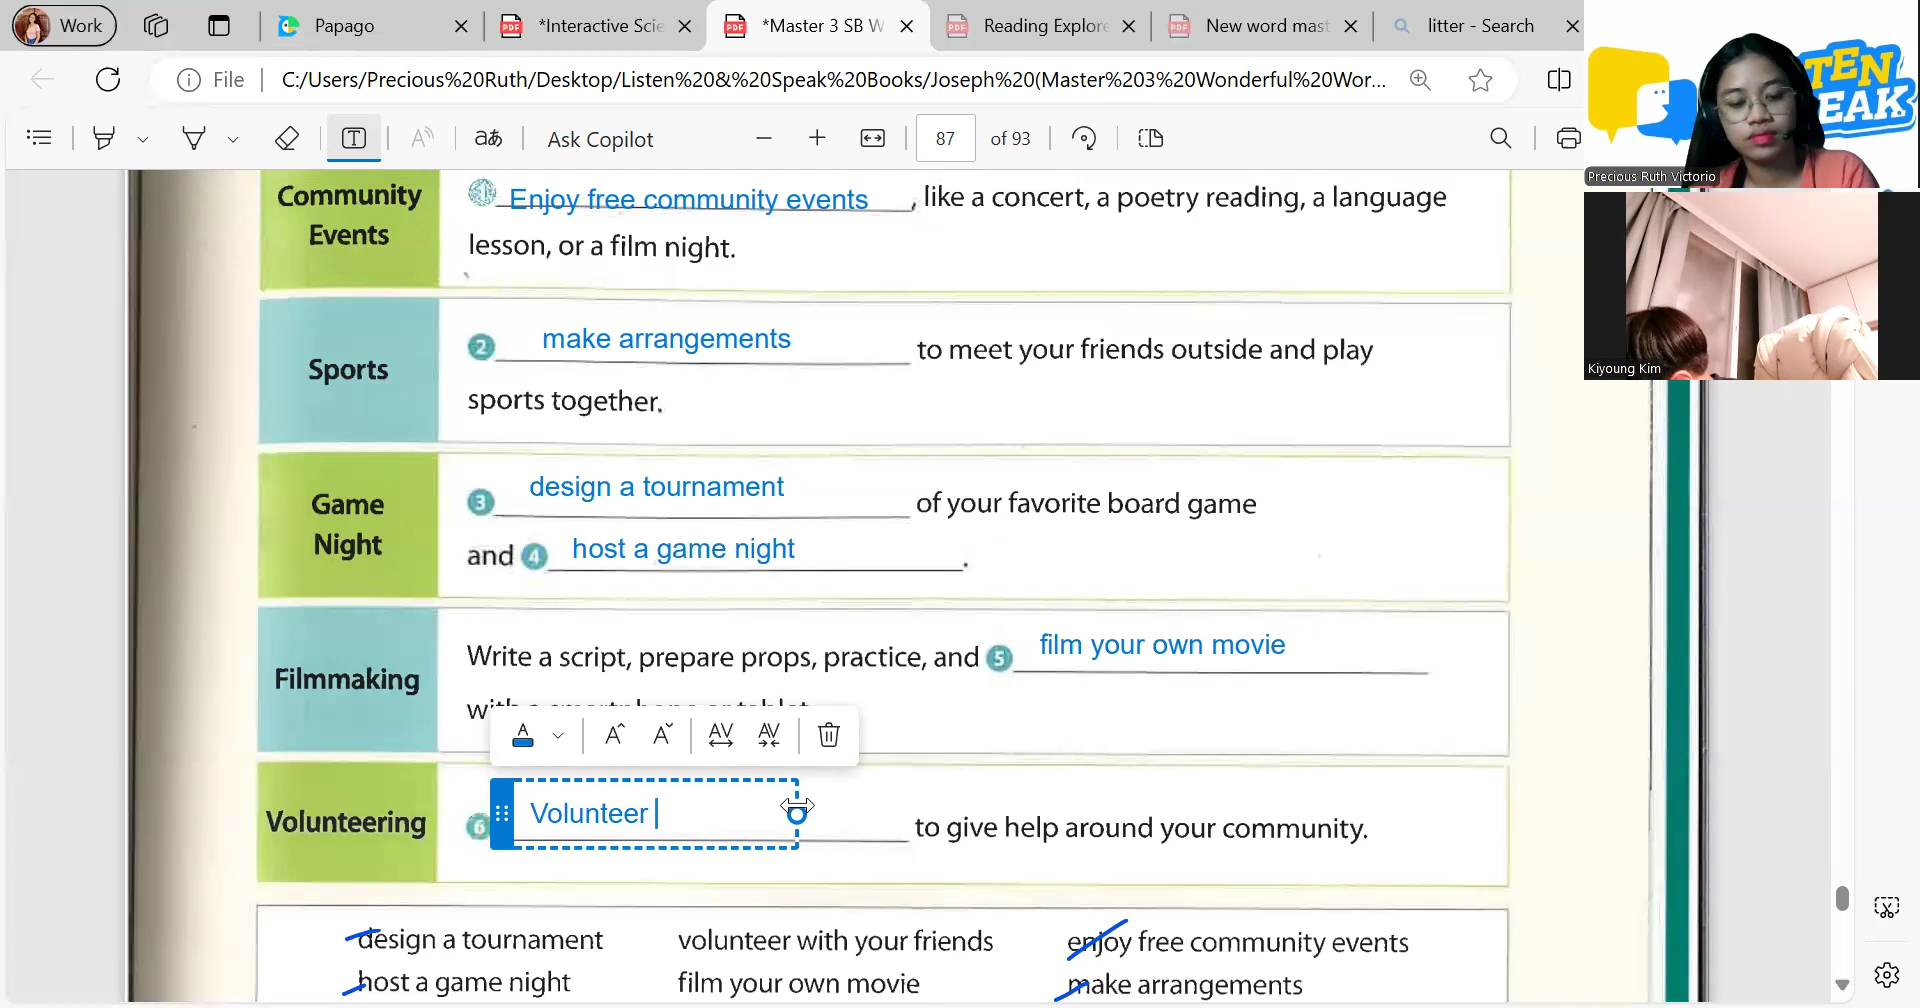 Work
Papago
*Interactive Scie
*Master 3 SB W
Reading Explore
New word mast
litter - Search
File
C:/Users/Precious%20Ruth/Desktop/Listen%20&%20Speak%20Books/Joseph%20(Master%203%20Wonderful%20Wor...
Ask Copilot
87 of 93
TEN
EAK
Precious Ruth Victorio
Kiyoung Kim
Community
Events
1 Enjoy free community events, like a concert, a poetry reading, a language
lesson, or a film night.
Sports
2 make arrangements to meet your friends outside and play
sports together.
Game
Night
3 design a tournament of your favorite board game
and 4 host a game night.
Filmmaking
Write a script, prepare props, practice, and 5 film your own movie
Volunteering
6 Volunteer to give help around your community.
design a tournament volunteer with your friends enjoy free community events
host a game night film your own movie make arrangements